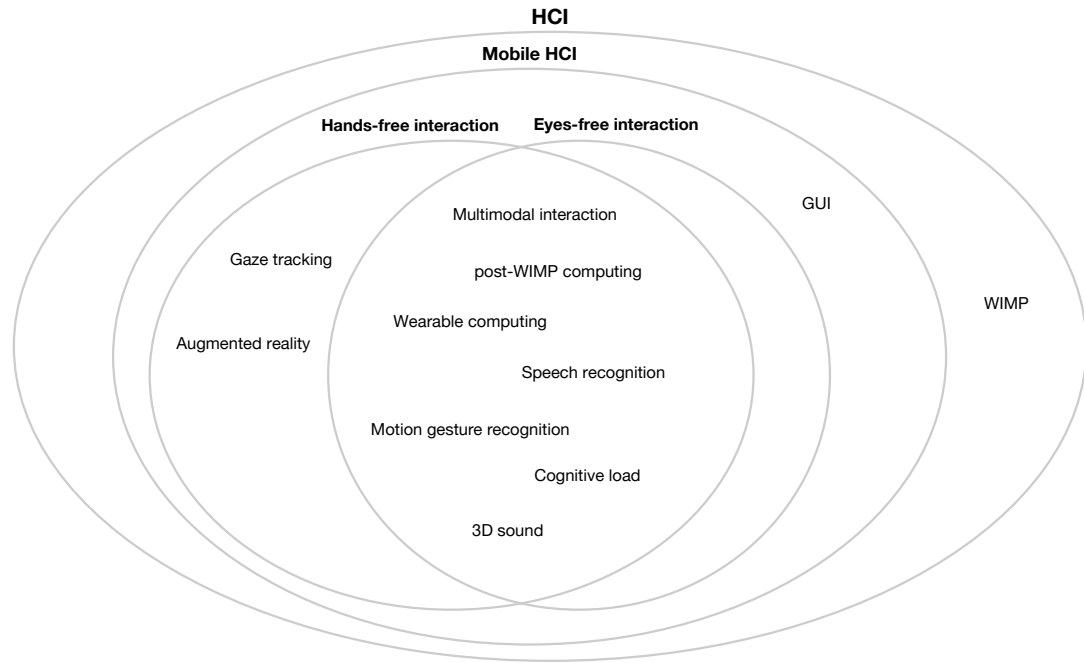 HCI
Mobile HCI
Hands-free interaction
Eyes-free interaction
GUI
Multimodal interaction
Gaze tracking
post-WIMP computing
WIMP
Wearable computing
Augmented reality
Speech recognition
Motion gesture recognition
Cognitive load
3D sound